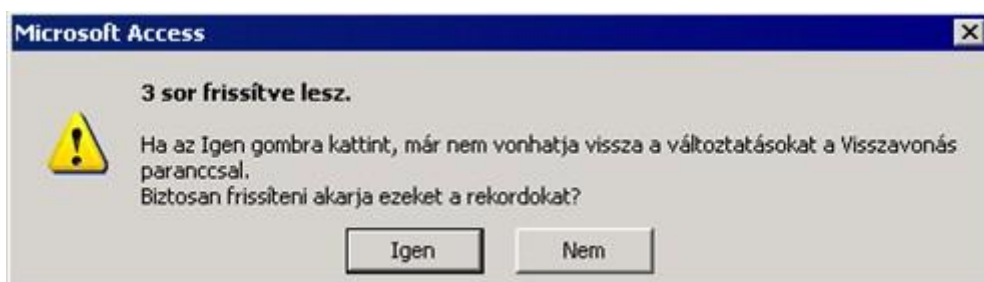 Microsoft Access
3 sor frissítve lesz.
Ha az Igen gombra kattint, már nem vonhatja vissza a változtatásokat a Visszavonás
paranccsal.
Biztosan frissíteni akarja ezeket a rekordokat?
Igen Nem